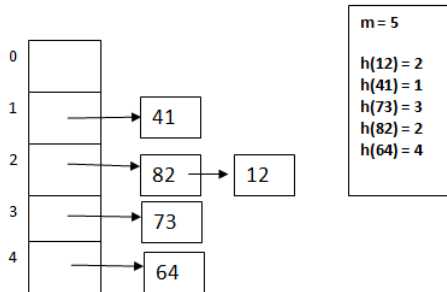 0
1
2
3
4
41
82
12
73
64
m = 5
h(12) = 2
h(41) = 1
h(73) = 3
h(82) = 2
h(64) = 4